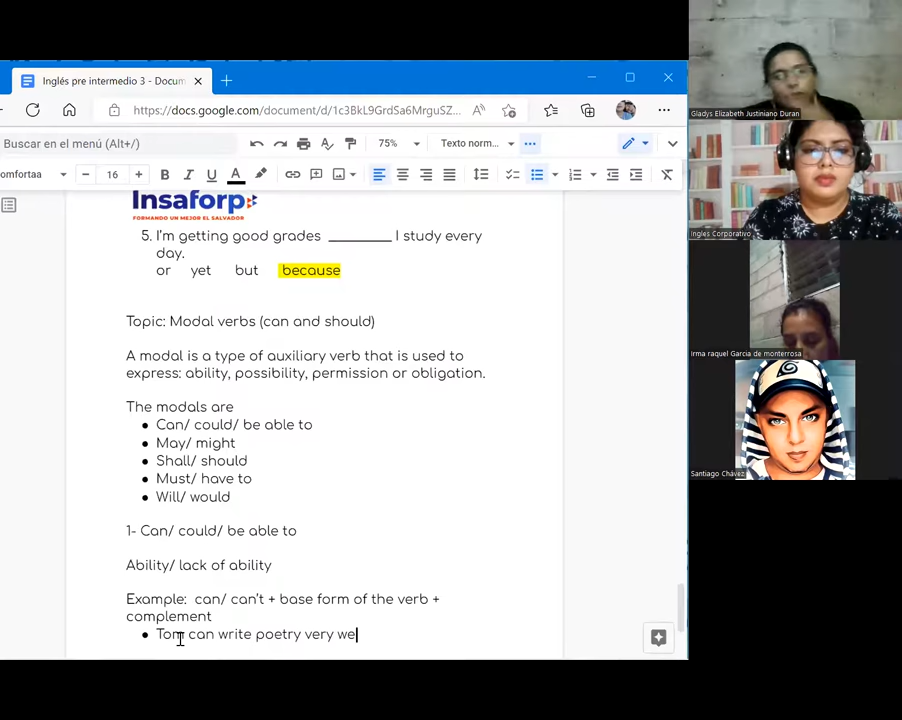 Inglés pre intermedio 3 - Docum
https://docs.google.com/document/d/1c3BkL9GrdSa6MrguSZ...
Buscar en el menú (Alt+/)
75%
Texto norm...
omfortaa
16
Insaforp
FORMANDO UN MEJOR EL SALVADOR
5. I'm getting good grades _________ I study every
day.
or yet but because
Topic: Modal verbs (can and should)
A modal is a type of auxiliary verb that is used to
express: ability, possibility, permission or obligation.
The modals are
● Can/ could/ be able to
● May/ might
● Shall/ should
● Must/ have to
● Will/ would
1- Can/ could/ be able to
Ability/ lack of ability
Example: can/ can't + base form of the verb +
complement
● Tom can write poetry very we
Gladys Elizabeth Justiniano Duran
Ingles Corporativo
Irma raquel Garcia de monterrosa
Santiago Chávez